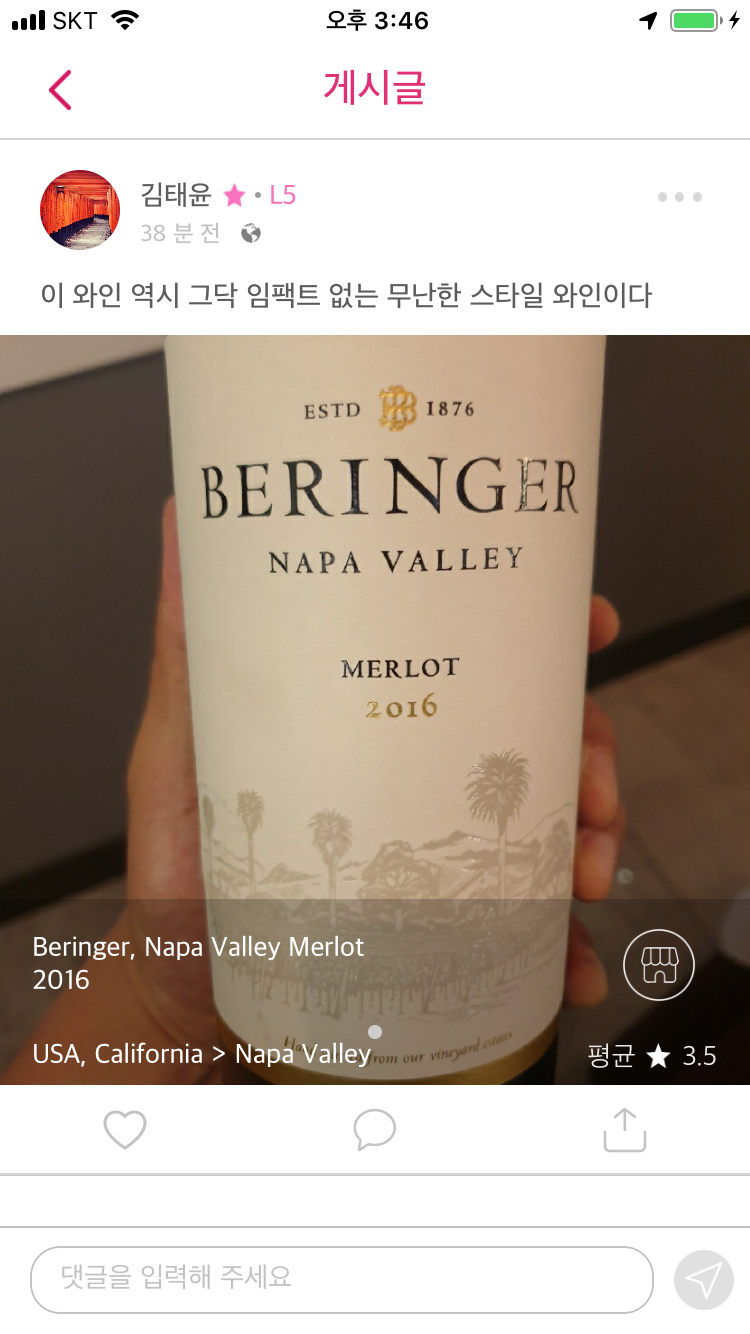 SKT 오후 3:46
게시글
김태윤 ★ • L5
38 분 전
이 와인 역시 그닥 임팩트 없는 무난한 스타일 와인이다
ESTD B 1876
BERINGER
NAPA VALLEY
MERLOT
2016
Beringer, Napa Valley Merlot
2016
from our vineyard estates
USA, California > Napa Valley
평균 ★ 3.5
댓글을 입력해 주세요